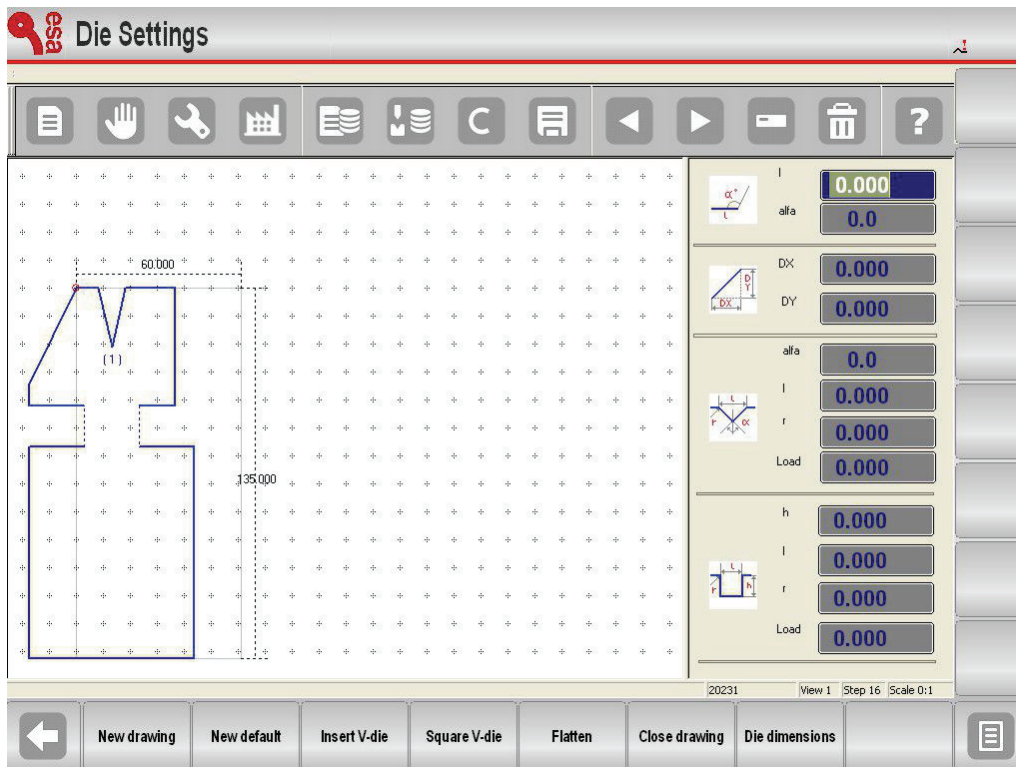 esa Die Settings
C ?
60.000
(1)
135.000
α°
L
l 0.000
alfa 0.0
D
Y
DX
DX 0.000
DY 0.000
L
r α
alfa 0.0
l 0.000
r 0.000
Load 0.000
L
r h
h 0.000
l 0.000
r 0.000
Load 0.000
20231 View 1 Step 16 Scale 0:1
New drawing New default Insert V-die Square V-die Flatten Close drawing Die dimensions